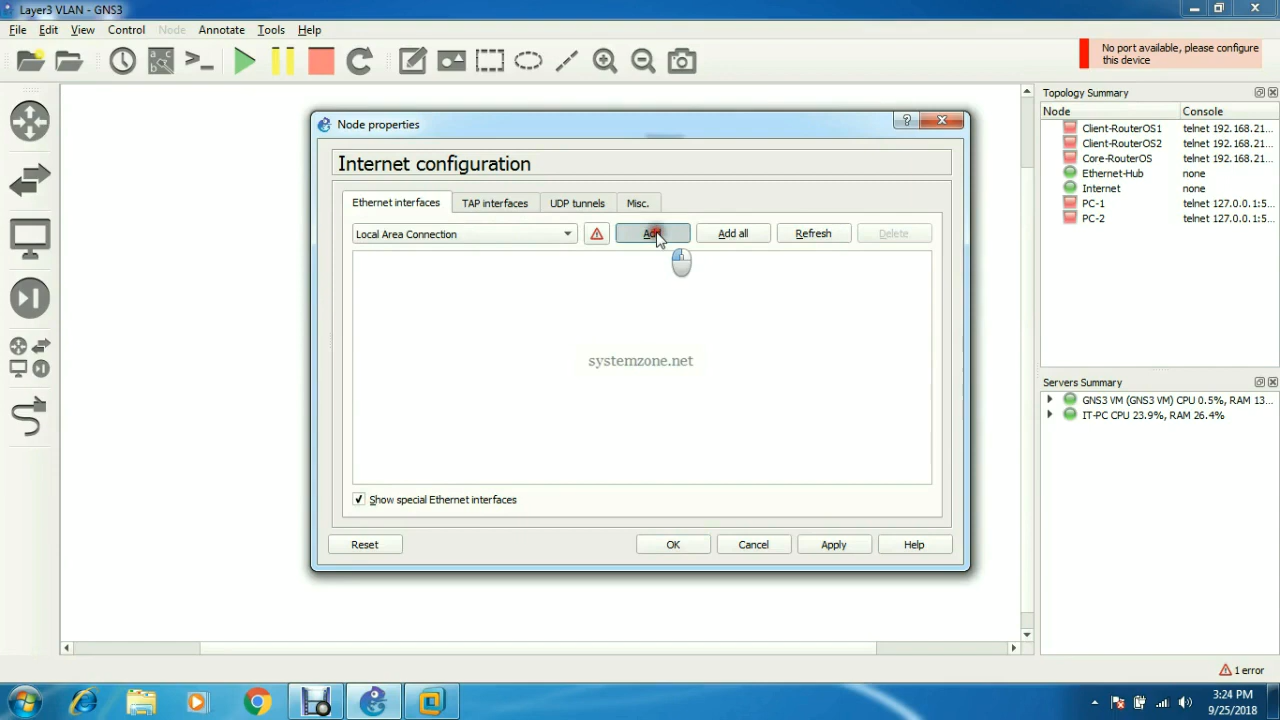 Layer3 VLAN - GNS3
File Edit View Control Node Annotate Tools Help
No port available, please configure
this device
Topology Summary
Node Console
Client-RouterOS1 telnet 192.168.21...
Client-RouterOS2 telnet 192.168.21...
Core-RouterOS telnet 192.168.21...
Ethernet-Hub none
Internet none
PC-1 telnet 127.0.0.1:5...
PC-2 telnet 127.0.0.1:5...
Node properties
Internet configuration
Ethernet interfaces TAP interfaces UDP tunnels Misc.
Local Area Connection Add Add all Refresh Delete
systemzone.net
Show special Ethernet interfaces
Reset OK Cancel Apply Help
Servers Summary
GNS3 VM (GNS3 VM) CPU 0.5%, RAM 13...
IT-PC CPU 23.9%, RAM 26.4%
1 error
3:24 PM
9/25/2018